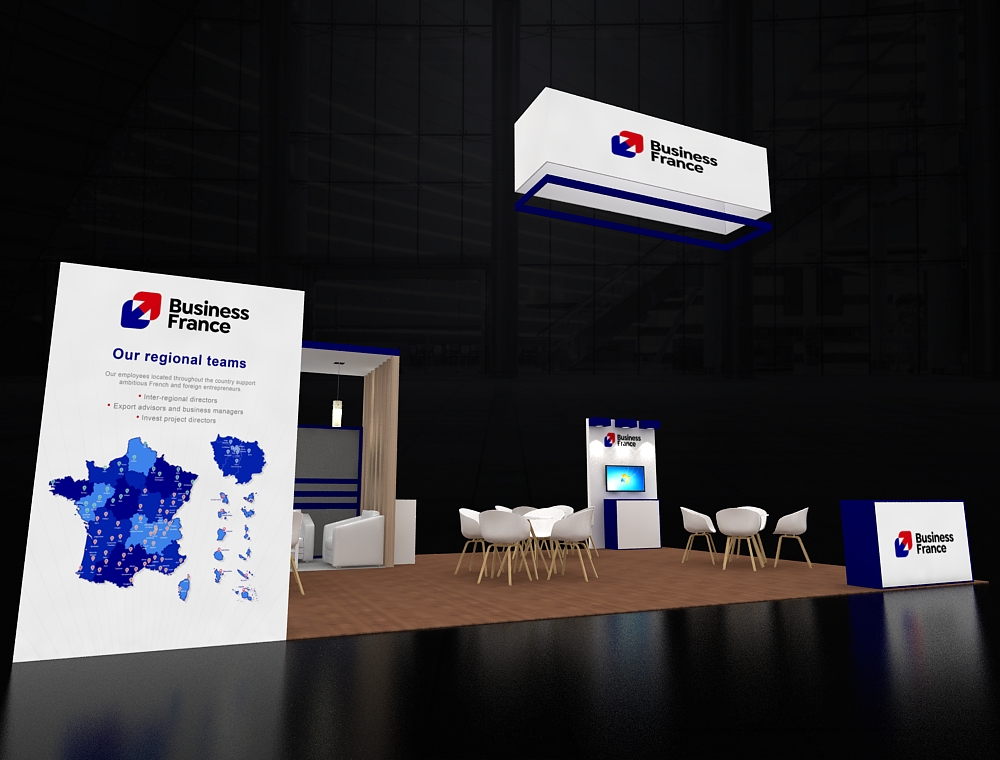 Business
France
Business
France
Our regional teams
Our employees located throughout the country support
ambitious French and foreign entrepreneurs.
• Inter-regional directors
• Export advisors and business managers
• Invest project directors
Business
France
Business
France